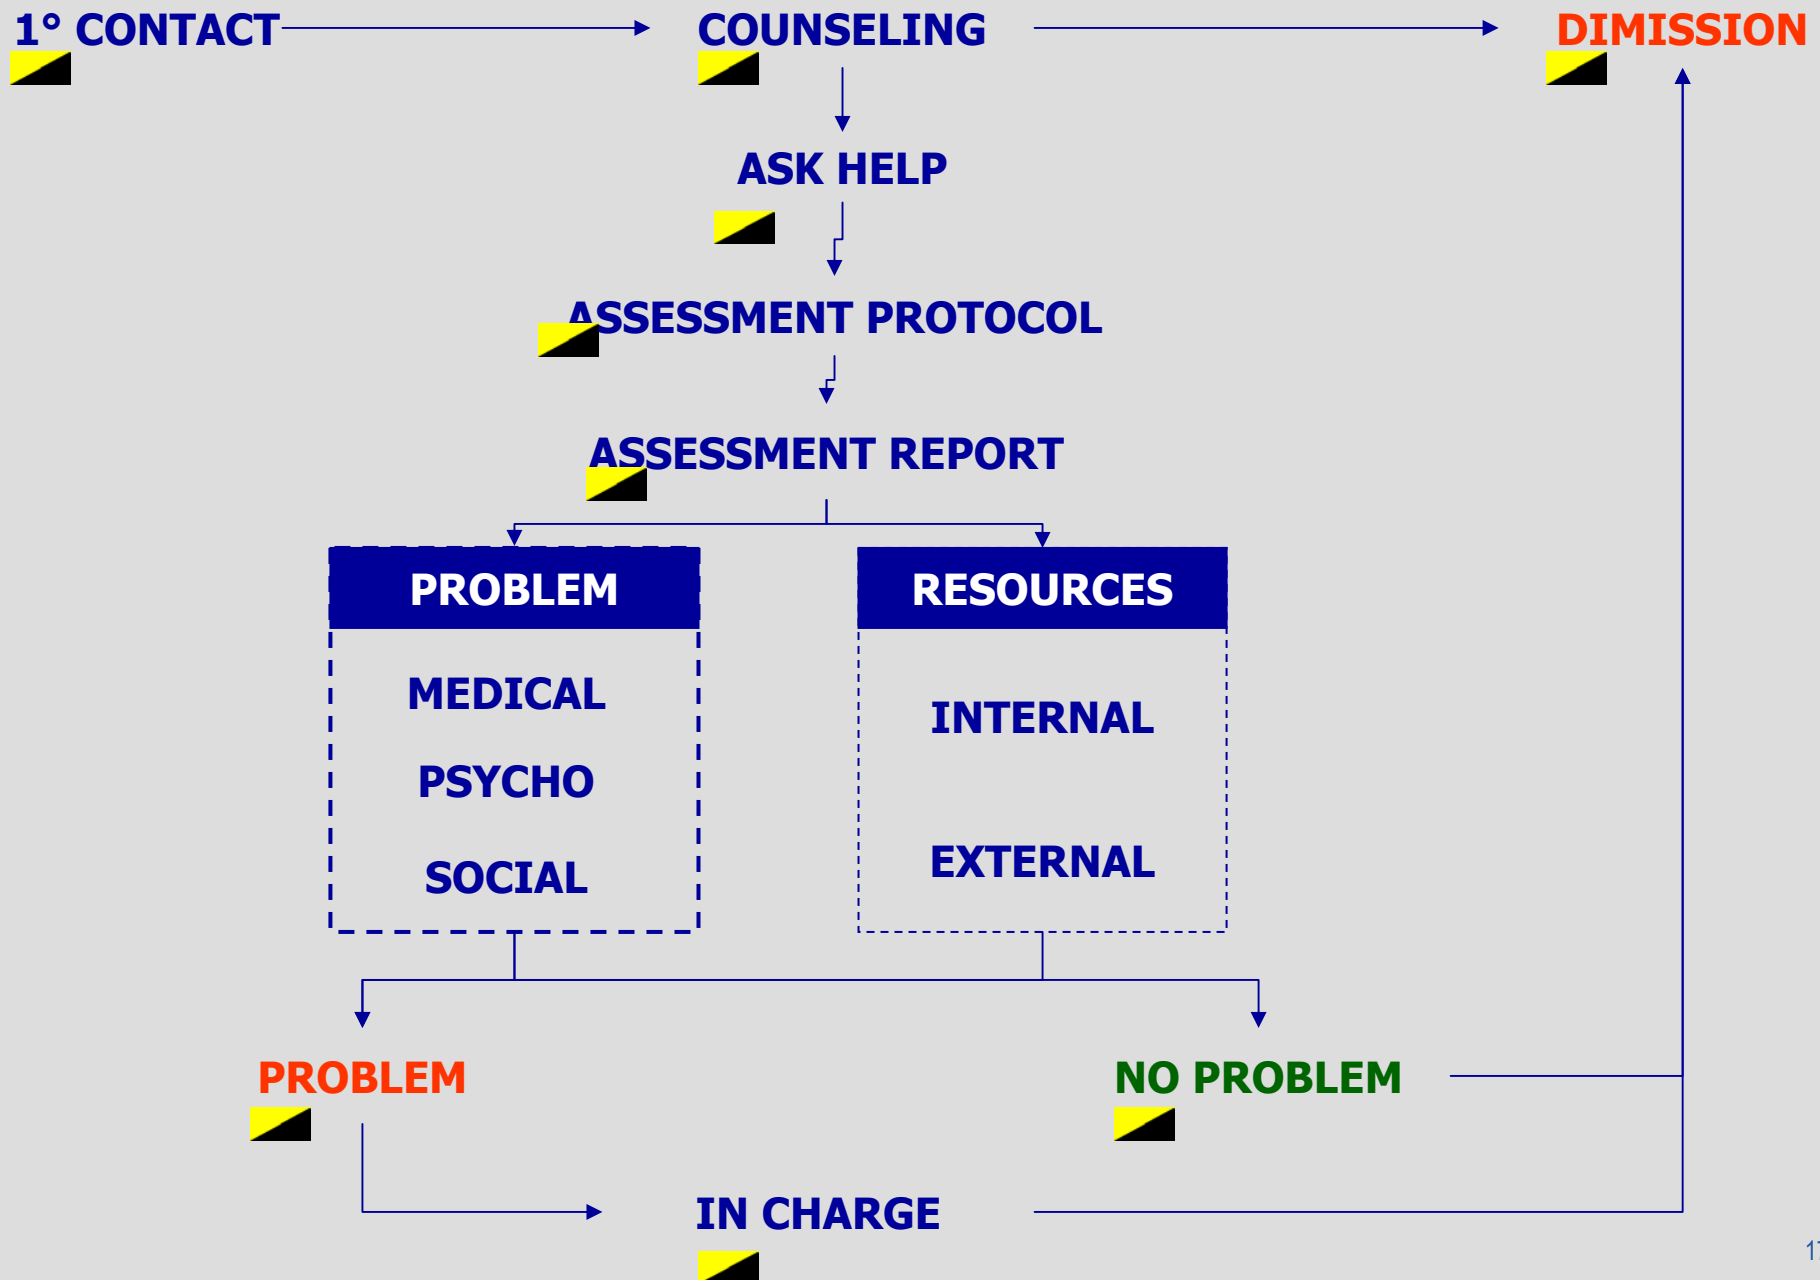 1° CONTACT
COUNSELING
DIMISSION
ASK HELP
ASSESSMENT PROTOCOL
ASSESSMENT REPORT
PROBLEM
RESOURCES
MEDICAL
INTERNAL
PSYCHO
EXTERNAL
SOCIAL
PROBLEM
NO PROBLEM
IN CHARGE
17